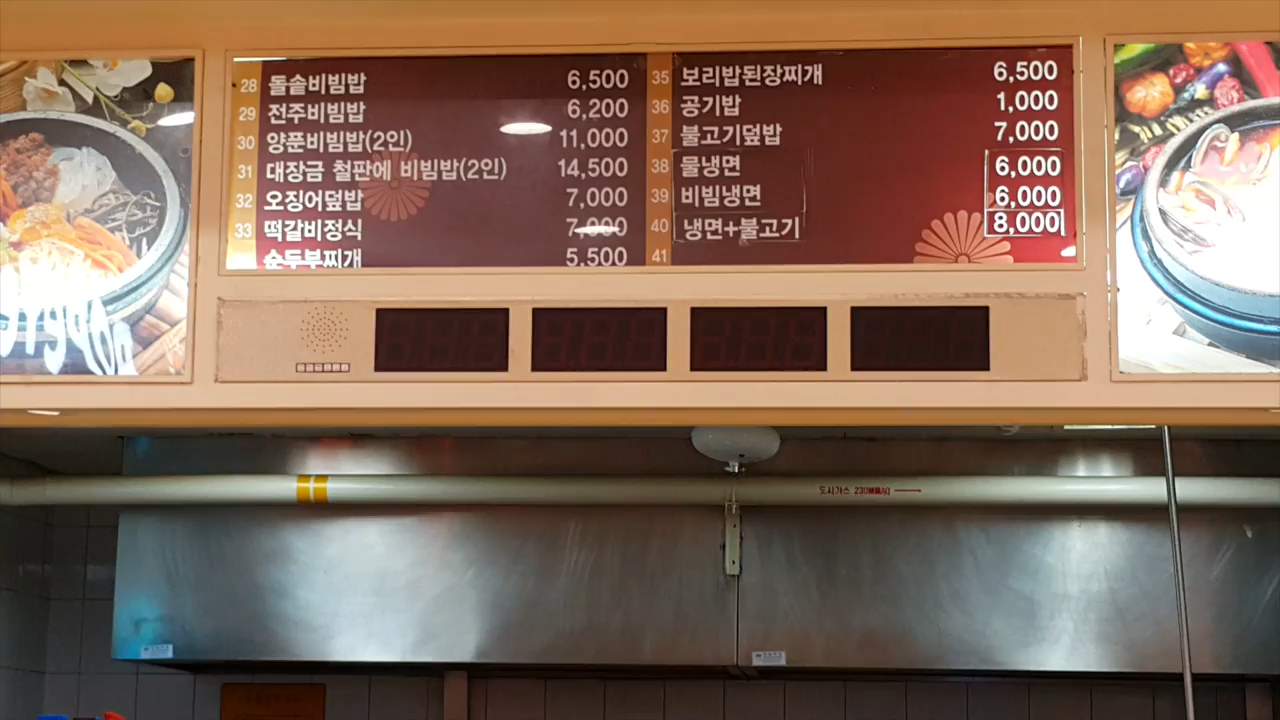 28 돌솥비빔밥 6,500
29 전주비빔밥 6,200
30 양푼비빔밥(2인) 11,000
31 대장금 철판에 비빔밥(2인) 14,500
32 오징어덮밥 7,000
33 떡갈비정식 7,000
순두부찌개 5,500
35 보리밥된장찌개 6,500
36 공기밥 1,000
37 불고기덮밥 7,000
38 물냉면 6,000
39 비빔냉면 6,000
40 냉면+불고기 8,000
41
도시가스